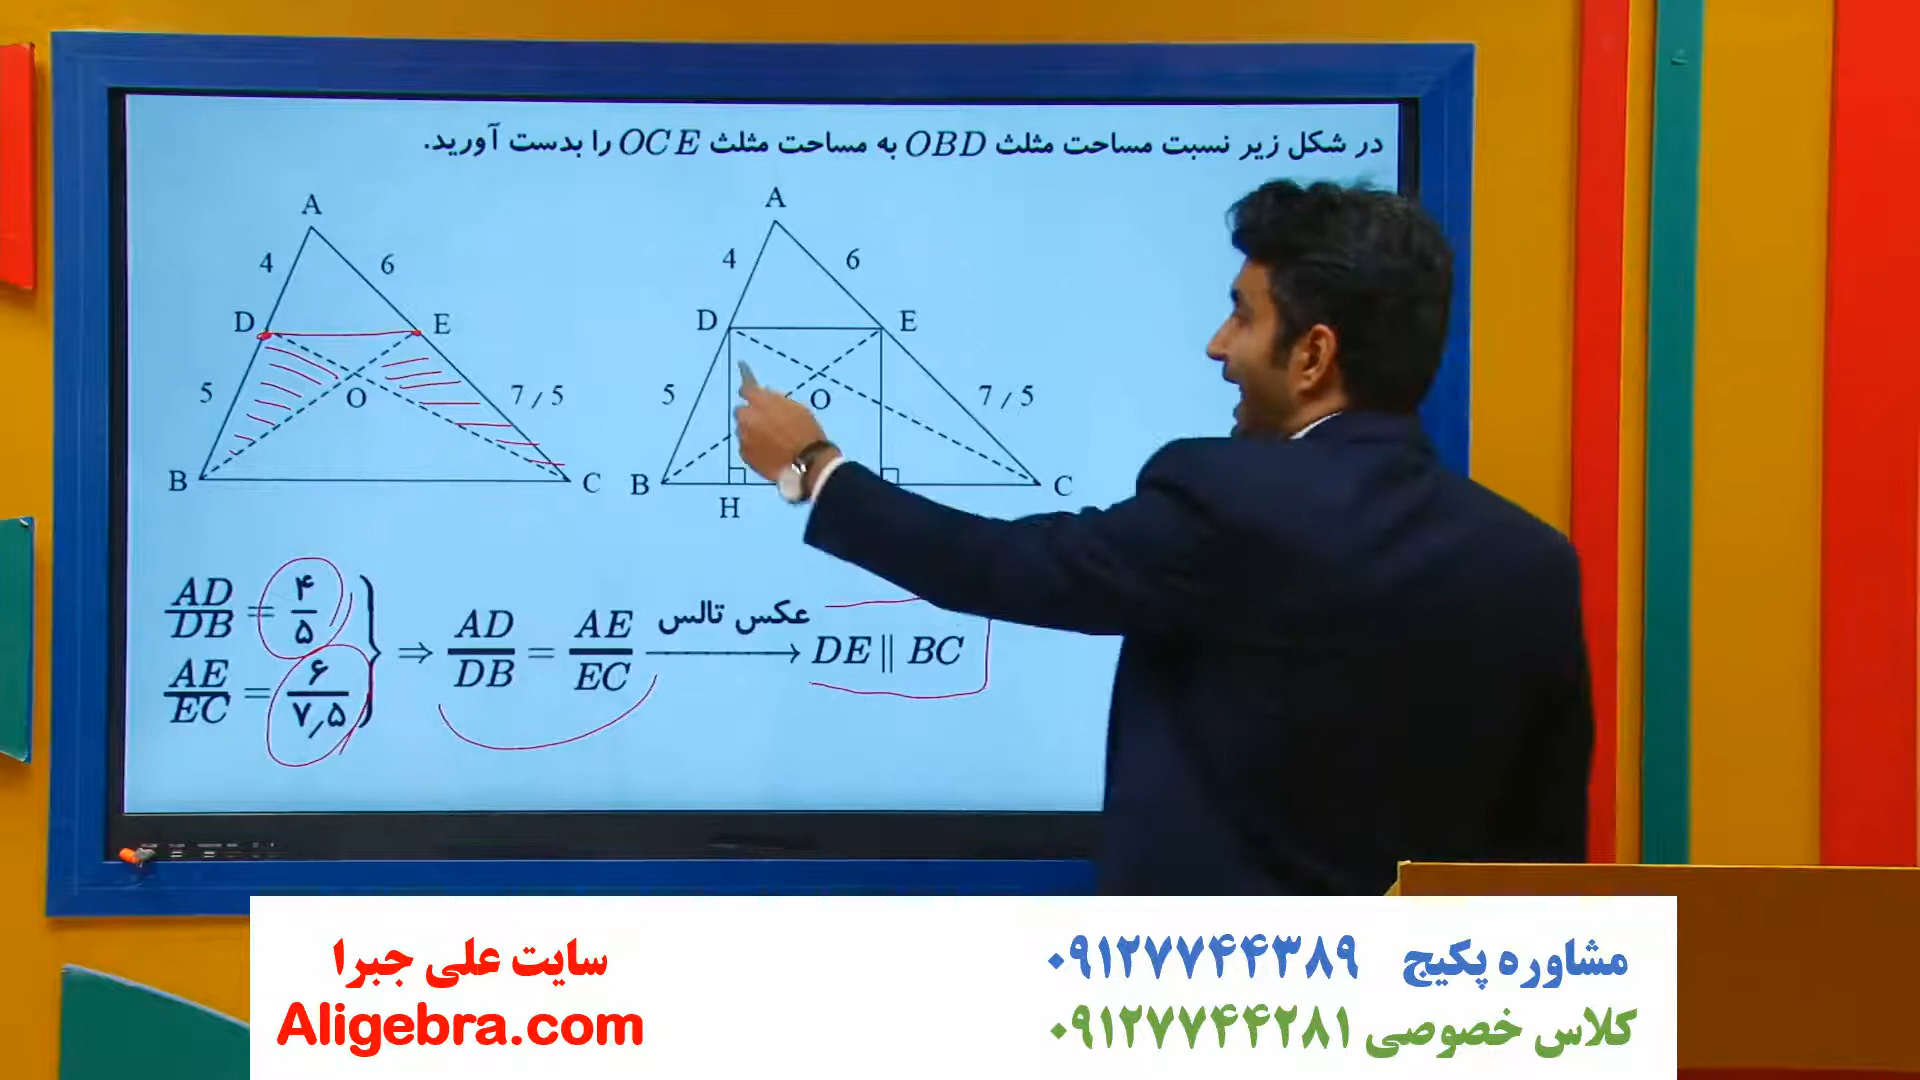 در شکل زیر نسبت مساحت مثلث OBD به مساحت مثلث OCE را بدست آورید.
A
4
6
D
E
5
O
7/5
B
C
A
4
6
D
E
5
O
7/5
B
H
C
AD/DB = ۴/۵
AE/EC = ۶/۷٫۵
} ⇒ AD/DB = AE/EC عکس تالس ⟶ DE ∥ BC
سایت علی جبرا
Aligebra.com
مشاوره پکیج ۰۹۱۲۷۷۴۴۳۸۹
کلاس خصوصی ۰۹۱۲۷۷۴۴۲۸۱